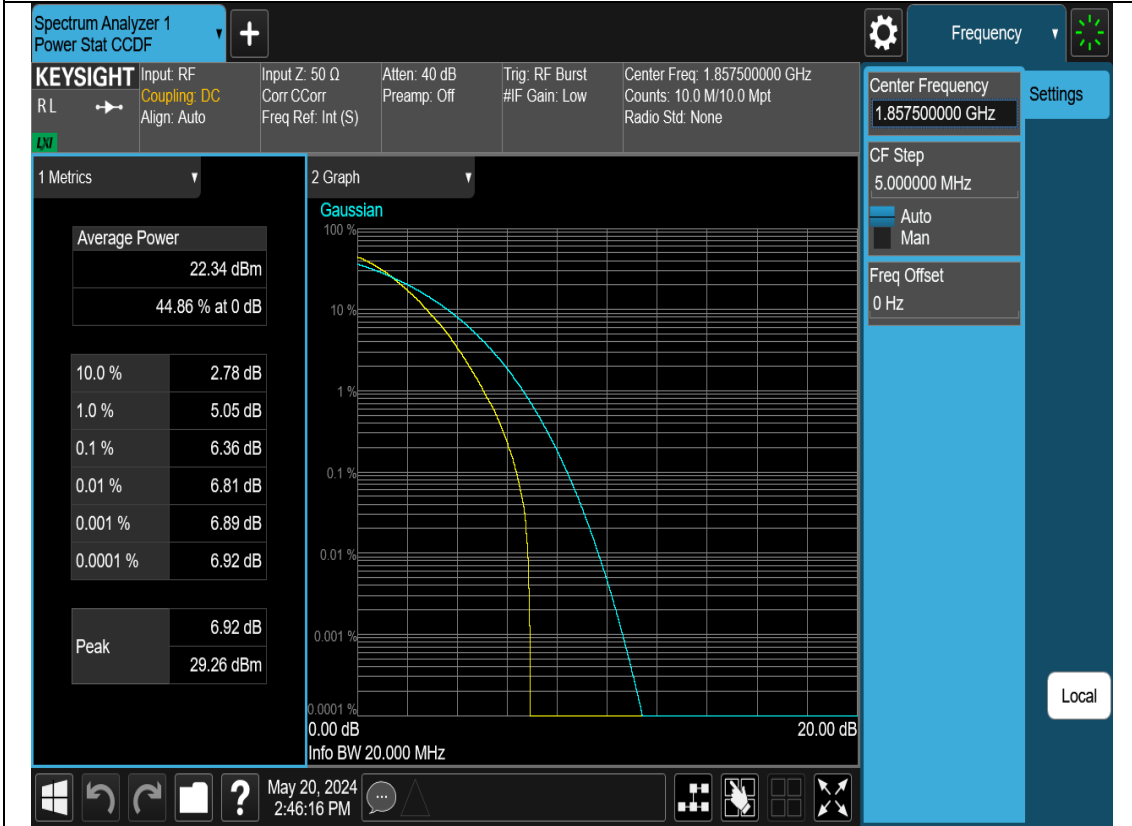 Spectrum Analyzer 1
Power Stat CCDF
Frequency
KEYSIGHT
RL
LXI
Input: RF
Coupling: DC
Align: Auto
Input Z: 50 Ω
Corr CCorr
Freq Ref: Int (S)
Atten: 40 dB
Preamp: Off
Trig: RF Burst
#IF Gain: Low
Center Freq: 1.857500000 GHz
Counts: 10.0 M/10.0 Mpt
Radio Std: None
Center Frequency
1.857500000 GHz
Settings
CF Step
5.000000 MHz
Auto
Man
Freq Offset
0 Hz
Local
1 Metrics
Average Power
22.34 dBm
44.86 % at 0 dB
10.0 % 2.78 dB
1.0 % 5.05 dB
0.1 % 6.36 dB
0.01 % 6.81 dB
0.001 % 6.89 dB
0.0001 % 6.92 dB
Peak
6.92 dB
29.26 dBm
2 Graph
Gaussian
100 %
10 %
1 %
0.1 %
0.01 %
0.001 %
0.0001 %
0.00 dB 20.00 dB
Info BW 20.000 MHz
?
May 20, 2024
2:46:16 PM